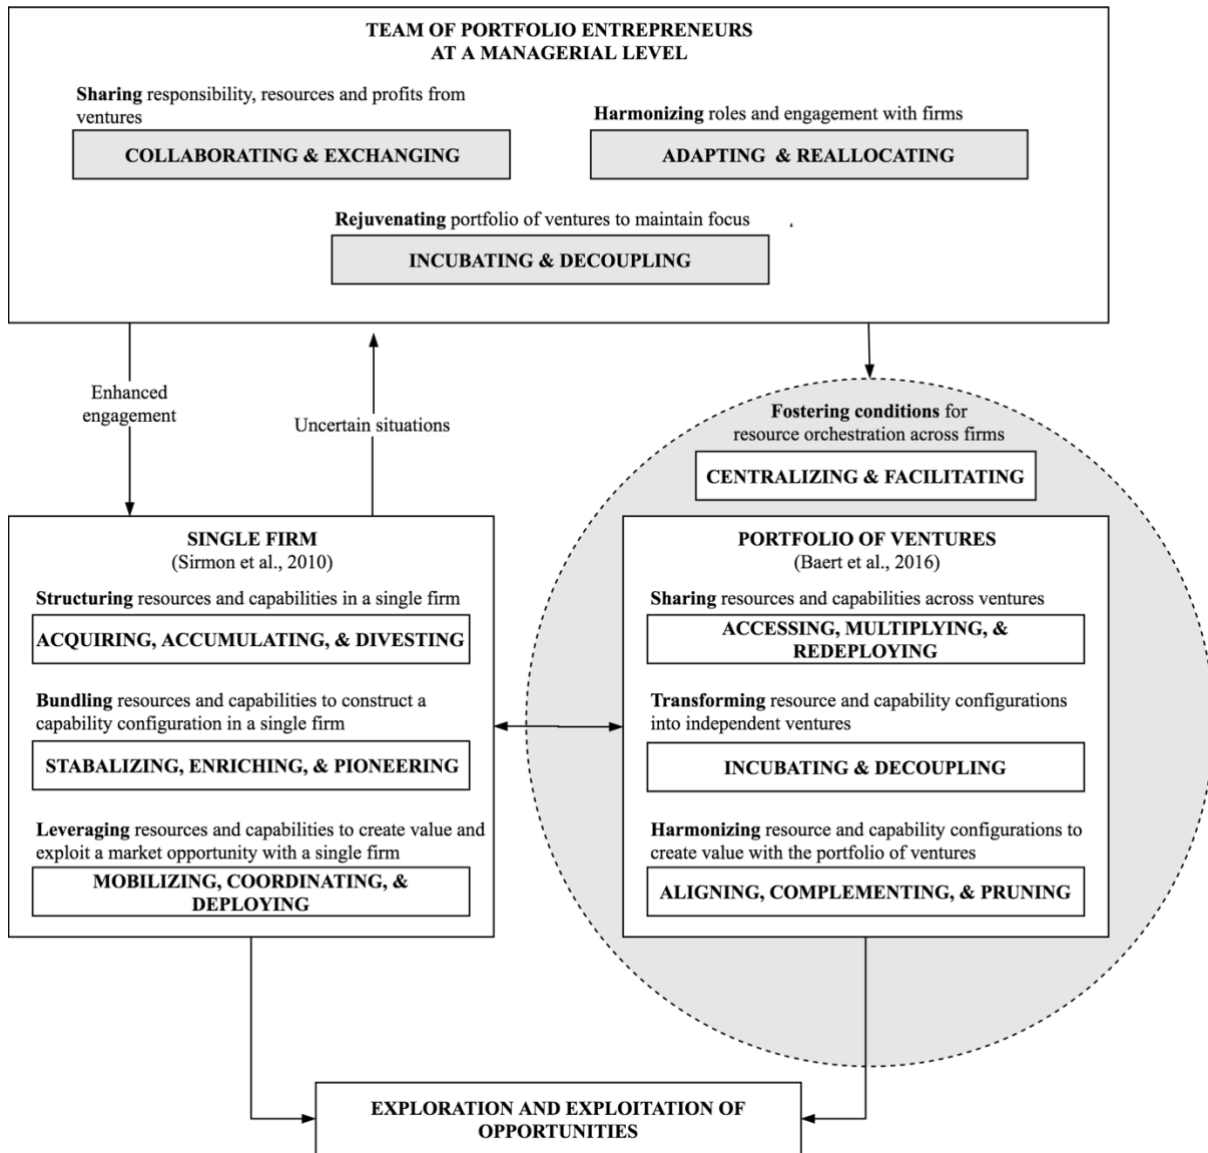 TEAM OF PORTFOLIO ENTREPRENEURS
AT A MANAGERIAL LEVEL
Sharing responsibility, resources and profits from
ventures
COLLABORATING & EXCHANGING
Harmonizing roles and engagement with firms
ADAPTING & REALLOCATING
Rejuvenating portfolio of ventures to maintain focus
INCUBATING & DECOUPLING
Enhanced
engagement
Uncertain situations
Fostering conditions for
resource orchestration across firms
CENTRALIZING & FACILITATING
SINGLE FIRM
(Sirmon et al., 2010)
Structuring resources and capabilities in a single firm
ACQUIRING, ACCUMULATING, & DIVESTING
Bundling resources and capabilities to construct a
capability configuration in a single firm
STABALIZING, ENRICHING, & PIONEERING
Leveraging resources and capabilities to create value and
exploit a market opportunity with a single firm
MOBILIZING, COORDINATING, &
DEPLOYING
PORTFOLIO OF VENTURES
(Baert et al., 2016)
Sharing resources and capabilities across ventures
ACCESSING, MULTIPLYING, &
REDEPLOYING
Transforming resource and capability configurations
into independent ventures
INCUBATING & DECOUPLING
Harmonizing resource and capability configurations to
create value with the portfolio of ventures
ALIGNING, COMPLEMENTING, & PRUNING
EXPLORATION AND EXPLOITATION OF
OPPORTUNITIES